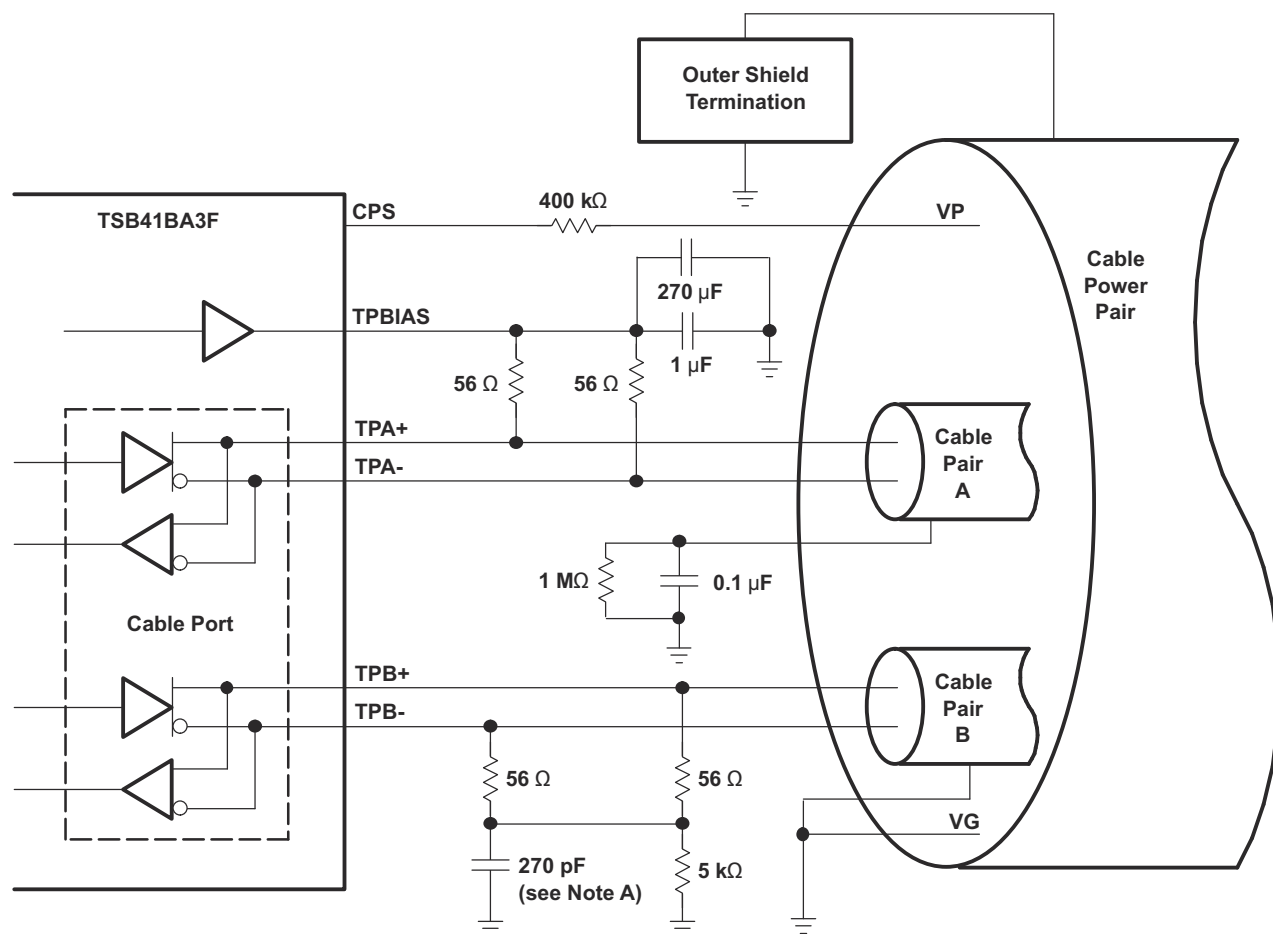 Outer Shield
Termination
TSB41BA3F
CPS
400 kΩ
VP
Cable
Power
Pair
270 µF
TPBIAS
1 µF
56 Ω
56 Ω
TPA+
TPA-
Cable
Pair
A
1 MΩ
0.1 µF
Cable Port
TPB+
TPB-
Cable
Pair
B
56 Ω
56 Ω
VG
270 pF
(see Note A)
5 kΩ